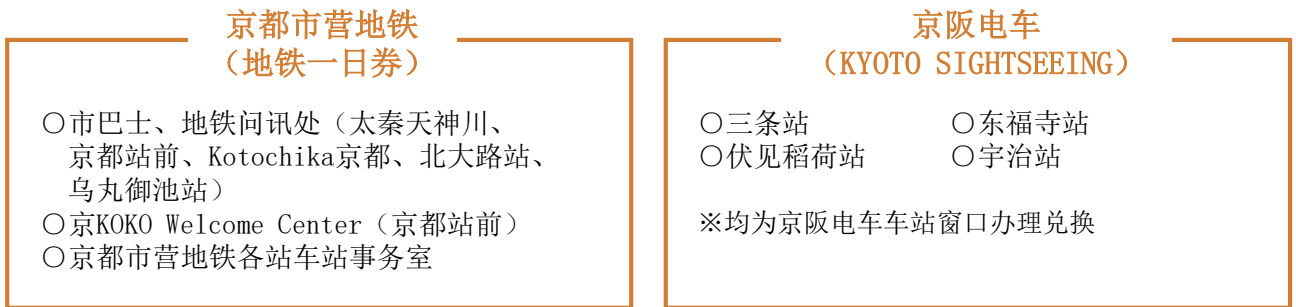 京都市营地铁
（地铁一日券）
〇市巴士、地铁问讯处（太秦天神川、
京都站前、Kotochika京都、北大路站、
乌丸御池站）
〇京KOKO Welcome Center（京都站前）
〇京都市营地铁各站车站事务室
京阪电车
（KYOTO SIGHTSEEING）
〇三条站 〇东福寺站
〇伏见稻荷站 〇宇治站
※均为京阪电车车站窗口办理兑换